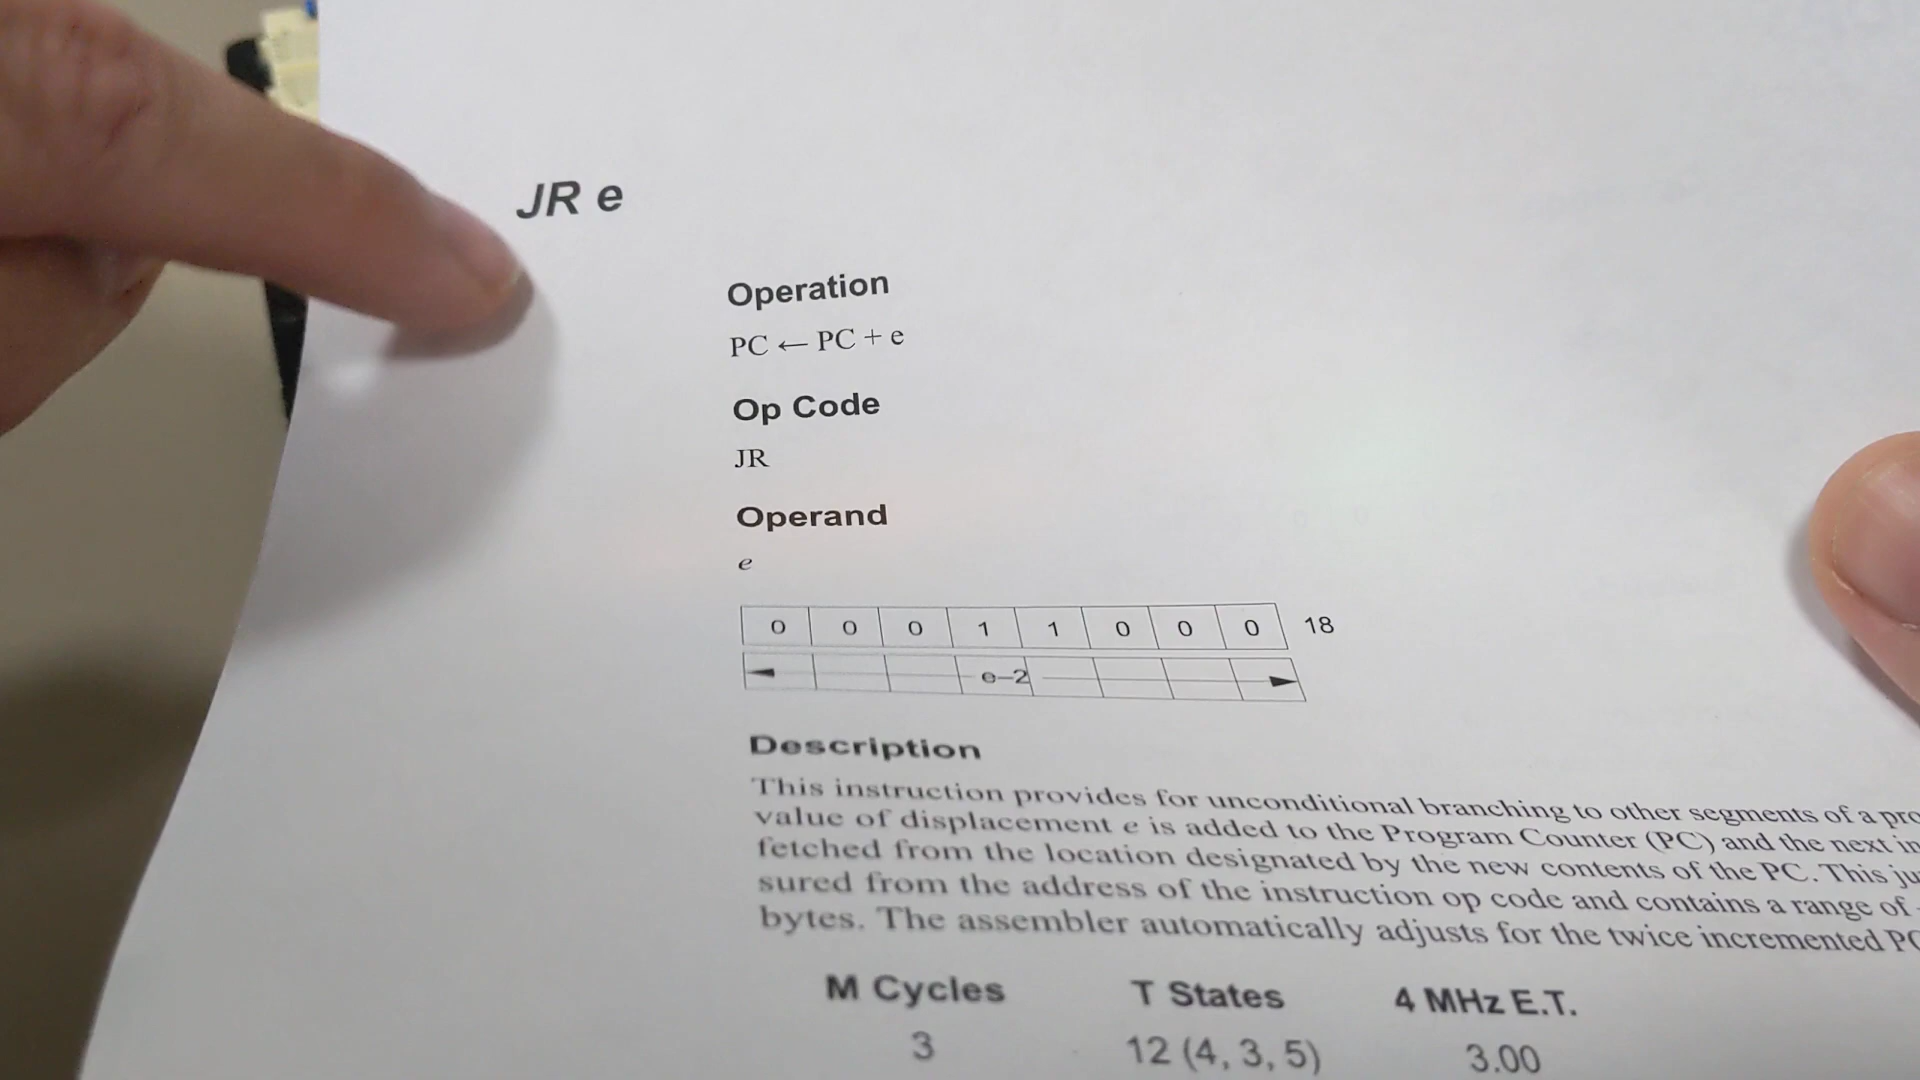 JR e
Operation
PC ← PC + e
Op Code
JR
Operand
e
0 0 0 1 1 0 0 0 18
e–2
Description
This instruction provides for unconditional branching to other segments of a
value of displacement e is added to the Program Counter (PC) and the next
fetched from the location designated by the new contents of the PC. This
sured from the address of the instruction op code and contains a range of
bytes. The assembler automatically adjusts for the twice incremented
M Cycles T States 4 MHz E.T.
3 12 (4, 3, 5) 3.00